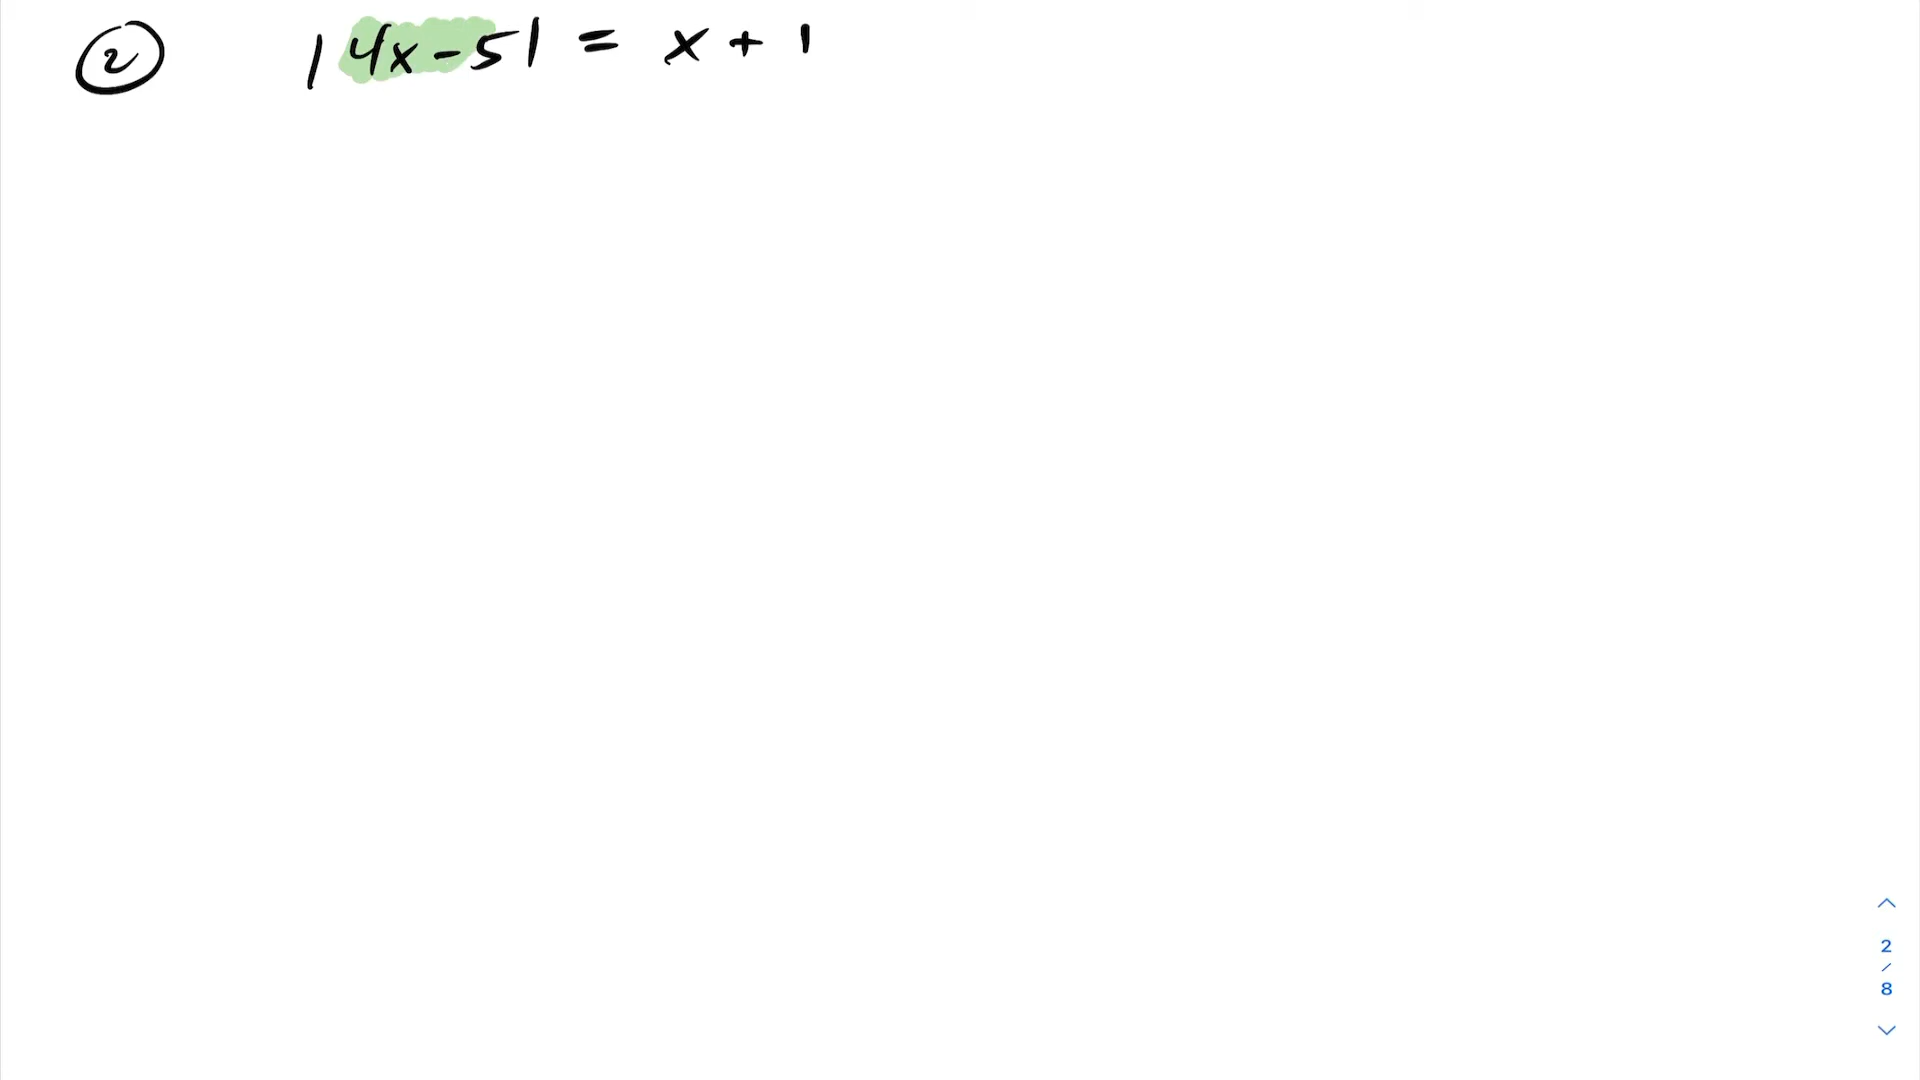 ② |4x-5| = x + 1
2
/
8